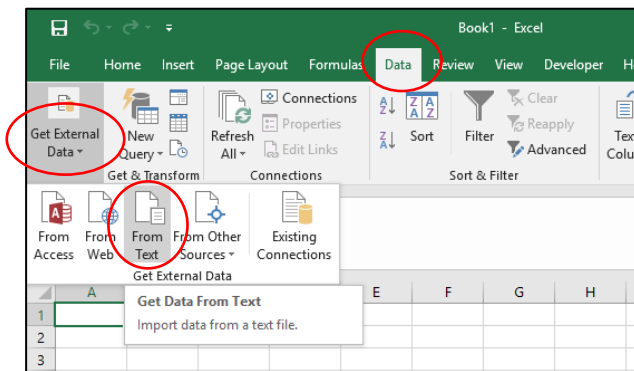 Book1 - Excel
File Home Insert Page Layout Formulas Data Review View Developer H
Get External Data
New Query
Refresh All
Connections
Properties
Edit Links
A Z
Z A
Z A
A Z
Sort
Filter
Clear
Reapply
Advanced
Tex
Colu
Get & Transform Connections Sort & Filter
From Access
From Web
From Text
From Other Sources
Existing Connections
Get External Data
A E F G H
Get Data From Text
Import data from a text file.
1
2
3